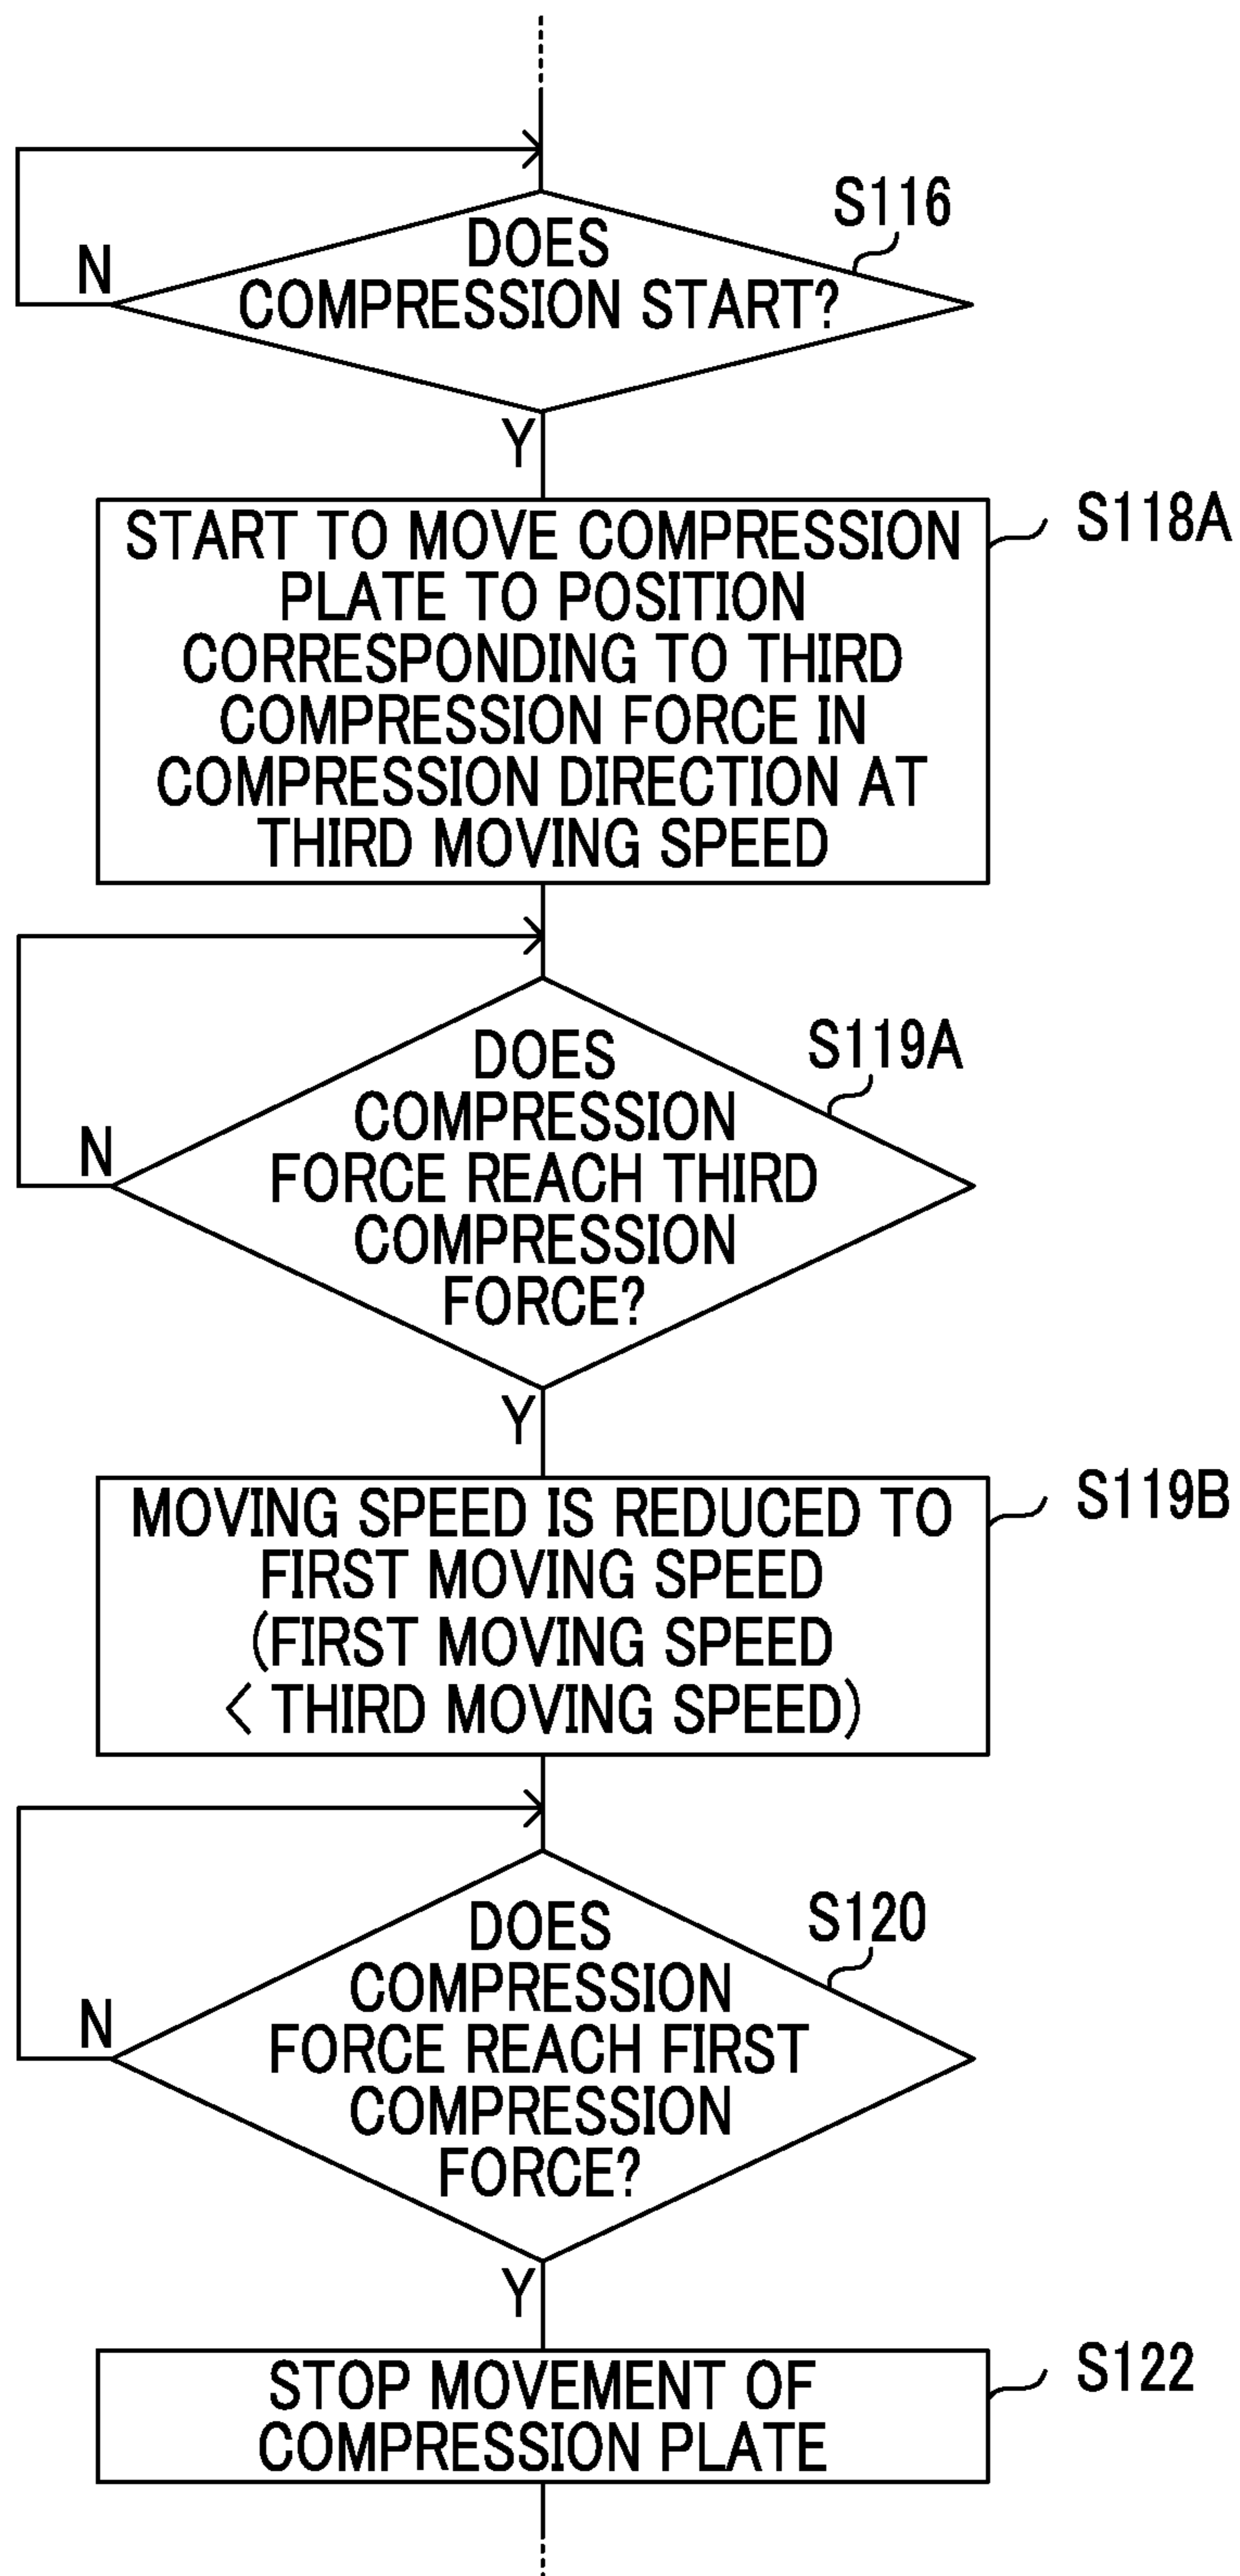 S116
DOES
COMPRESSION START?
N
Y
S118A
START TO MOVE COMPRESSION
PLATE TO POSITION
CORRESPONDING TO THIRD
COMPRESSION FORCE IN
COMPRESSION DIRECTION AT
THIRD MOVING SPEED
S119A
DOES
COMPRESSION
FORCE REACH THIRD
COMPRESSION
FORCE?
N
Y
S119B
MOVING SPEED IS REDUCED TO
FIRST MOVING SPEED
(FIRST MOVING SPEED
< THIRD MOVING SPEED)
S120
DOES
COMPRESSION
FORCE REACH FIRST
COMPRESSION
FORCE?
N
Y
S122
STOP MOVEMENT OF
COMPRESSION PLATE